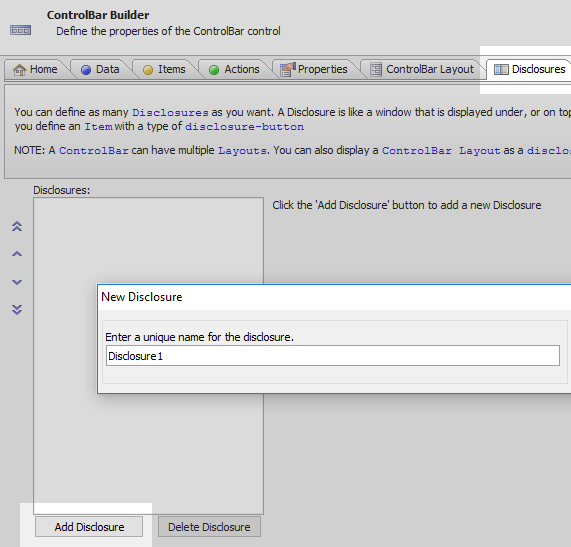 ControlBar Builder
Define the properties of the ControlBar control
Home Data Items Actions Properties ControlBar Layout Disclosures
You can define as many Disclosures as you want. A Disclosure is like a window that is displayed under, or on top
you define an Item with a type of disclosure-button
NOTE: A ControlBar can have multiple Layouts. You can also display a ControlBar Layout as a disclo
Disclosures:
Click the 'Add Disclosure' button to add a new Disclosure
New Disclosure
Enter a unique name for the disclosure.
Disclosure1
Add Disclosure Delete Disclosure